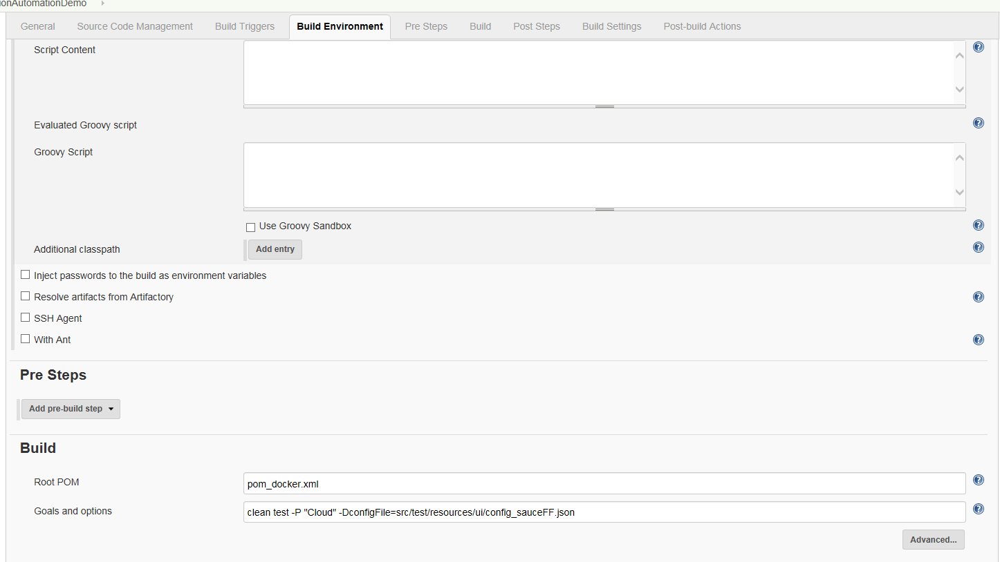 ionAutomationDemo
General Source Code Management Build Triggers Build Environment Pre Steps Build Post Steps Build Settings Post-build Actions
Script Content
Evaluated Groovy script
Groovy Script
Use Groovy Sandbox
Additional classpath Add entry
Inject passwords to the build as environment variables
Resolve artifacts from Artifactory
SSH Agent
With Ant
Pre Steps
Add pre-build step
Build
Root POM pom_docker.xml
Goals and options clean test -P "Cloud" -DconfigFile=src/test/resources/ui/config_sauceFF.json
Advanced...